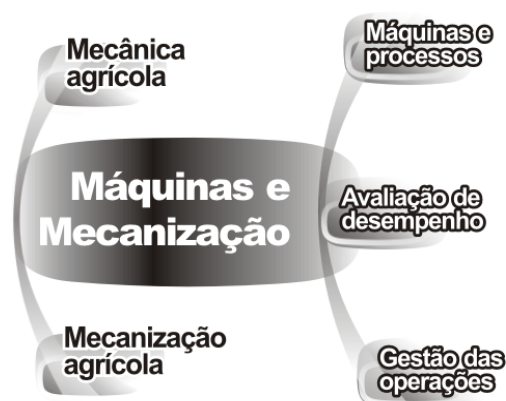 Mecânica
agrícola
Máquinas e
processos
Máquinas e
Mecanização
Avaliação de
desempenho
Mecanização
agrícola
Gestão das
operações